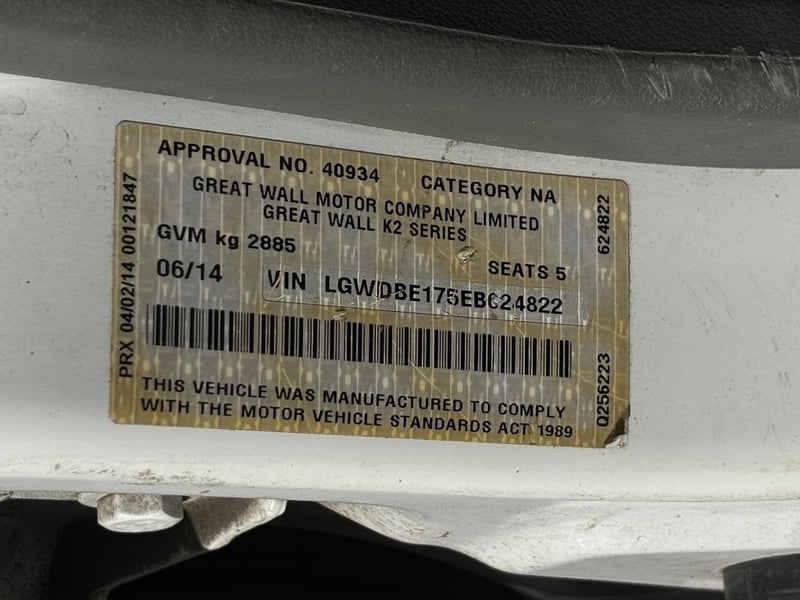 APPROVAL NO. 40934 CATEGORY NA
GREAT WALL MOTOR COMPANY LIMITED
GREAT WALL K2 SERIES
GVM kg 2885 SEATS 5
06/14 VIN LGWDBE175EB624822
THIS VEHICLE WAS MANUFACTURED TO COMPLY
WITH THE MOTOR VEHICLE STANDARDS ACT 1989
PRX 04/02/14 00121847
624822
Q256223